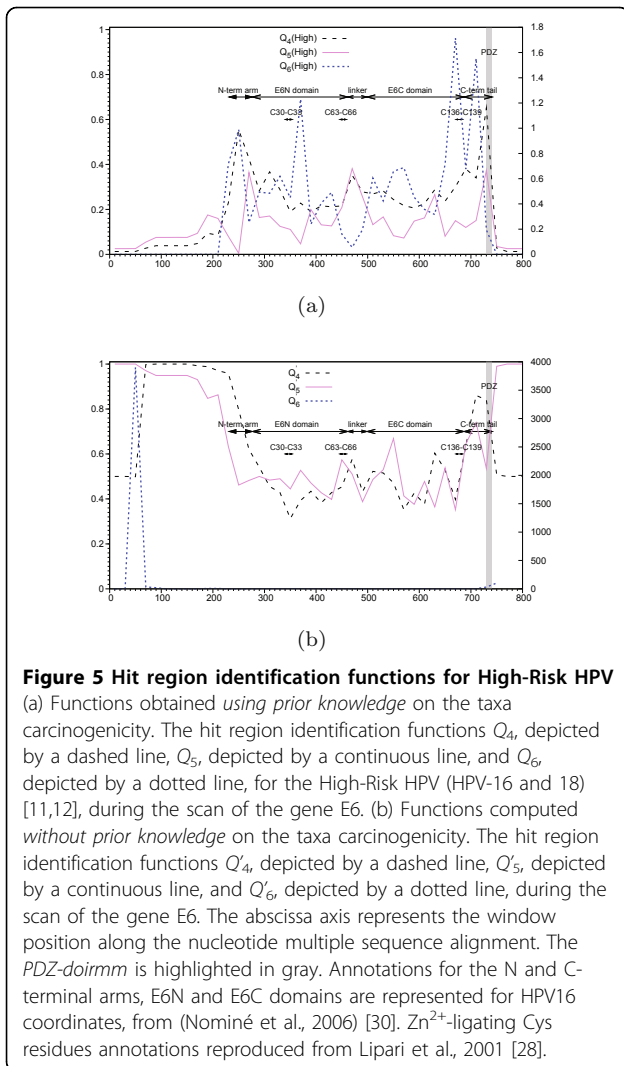 1
0.8
0.6
0.4
0.2
0
Q4(High)
Q5(High)
Q6(High)
PDZ
N-term arm E6N domain linker E6C domain C-term tail
C30-C33 C63-C66 C136-C139
1.8
1.6
1.4
1.2
1
0.8
0.6
0.4
0.2
0
0 100 200 300 400 500 600 700 800
(a)
1
0.8
0.6
0.4
0.2
0
Q4
Q5
Q6
PDZ
N-term arm E6N domain linker E6C domain C-term tail
C30-C33 C63-C66 C136-C139
4000
3500
3000
2500
2000
1500
1000
500
0
0 100 200 300 400 500 600 700 800
(b)
Figure 5 Hit region identification functions for High-Risk HPV
(a) Functions obtained using prior knowledge on the taxa
carcinogenicity. The hit region identification functions Q4, depicted
by a dashed line, Q5, depicted by a continuous line, and Q6,
depicted by a dotted line, for the High-Risk HPV (HPV-16 and 18)
[11,12], during the scan of the gene E6. (b) Functions computed
without prior knowledge on the taxa carcinogenicity. The hit region
identification functions Q′4, depicted by a dashed line, Q′5, depicted
by a continuous line, and Q′6, depicted by a dotted line, during the
scan of the gene E6. The abscissa axis represents the window
position along the nucleotide multiple sequence alignment. The
PDZ-doirmm is highlighted in gray. Annotations for the N and C-
terminal arms, E6N and E6C domains are represented for HPV16
coordinates, from (Nominé et al., 2006) [30]. Zn2+-ligating Cys
residues annotations reproduced from Lipari et al., 2001 [28].